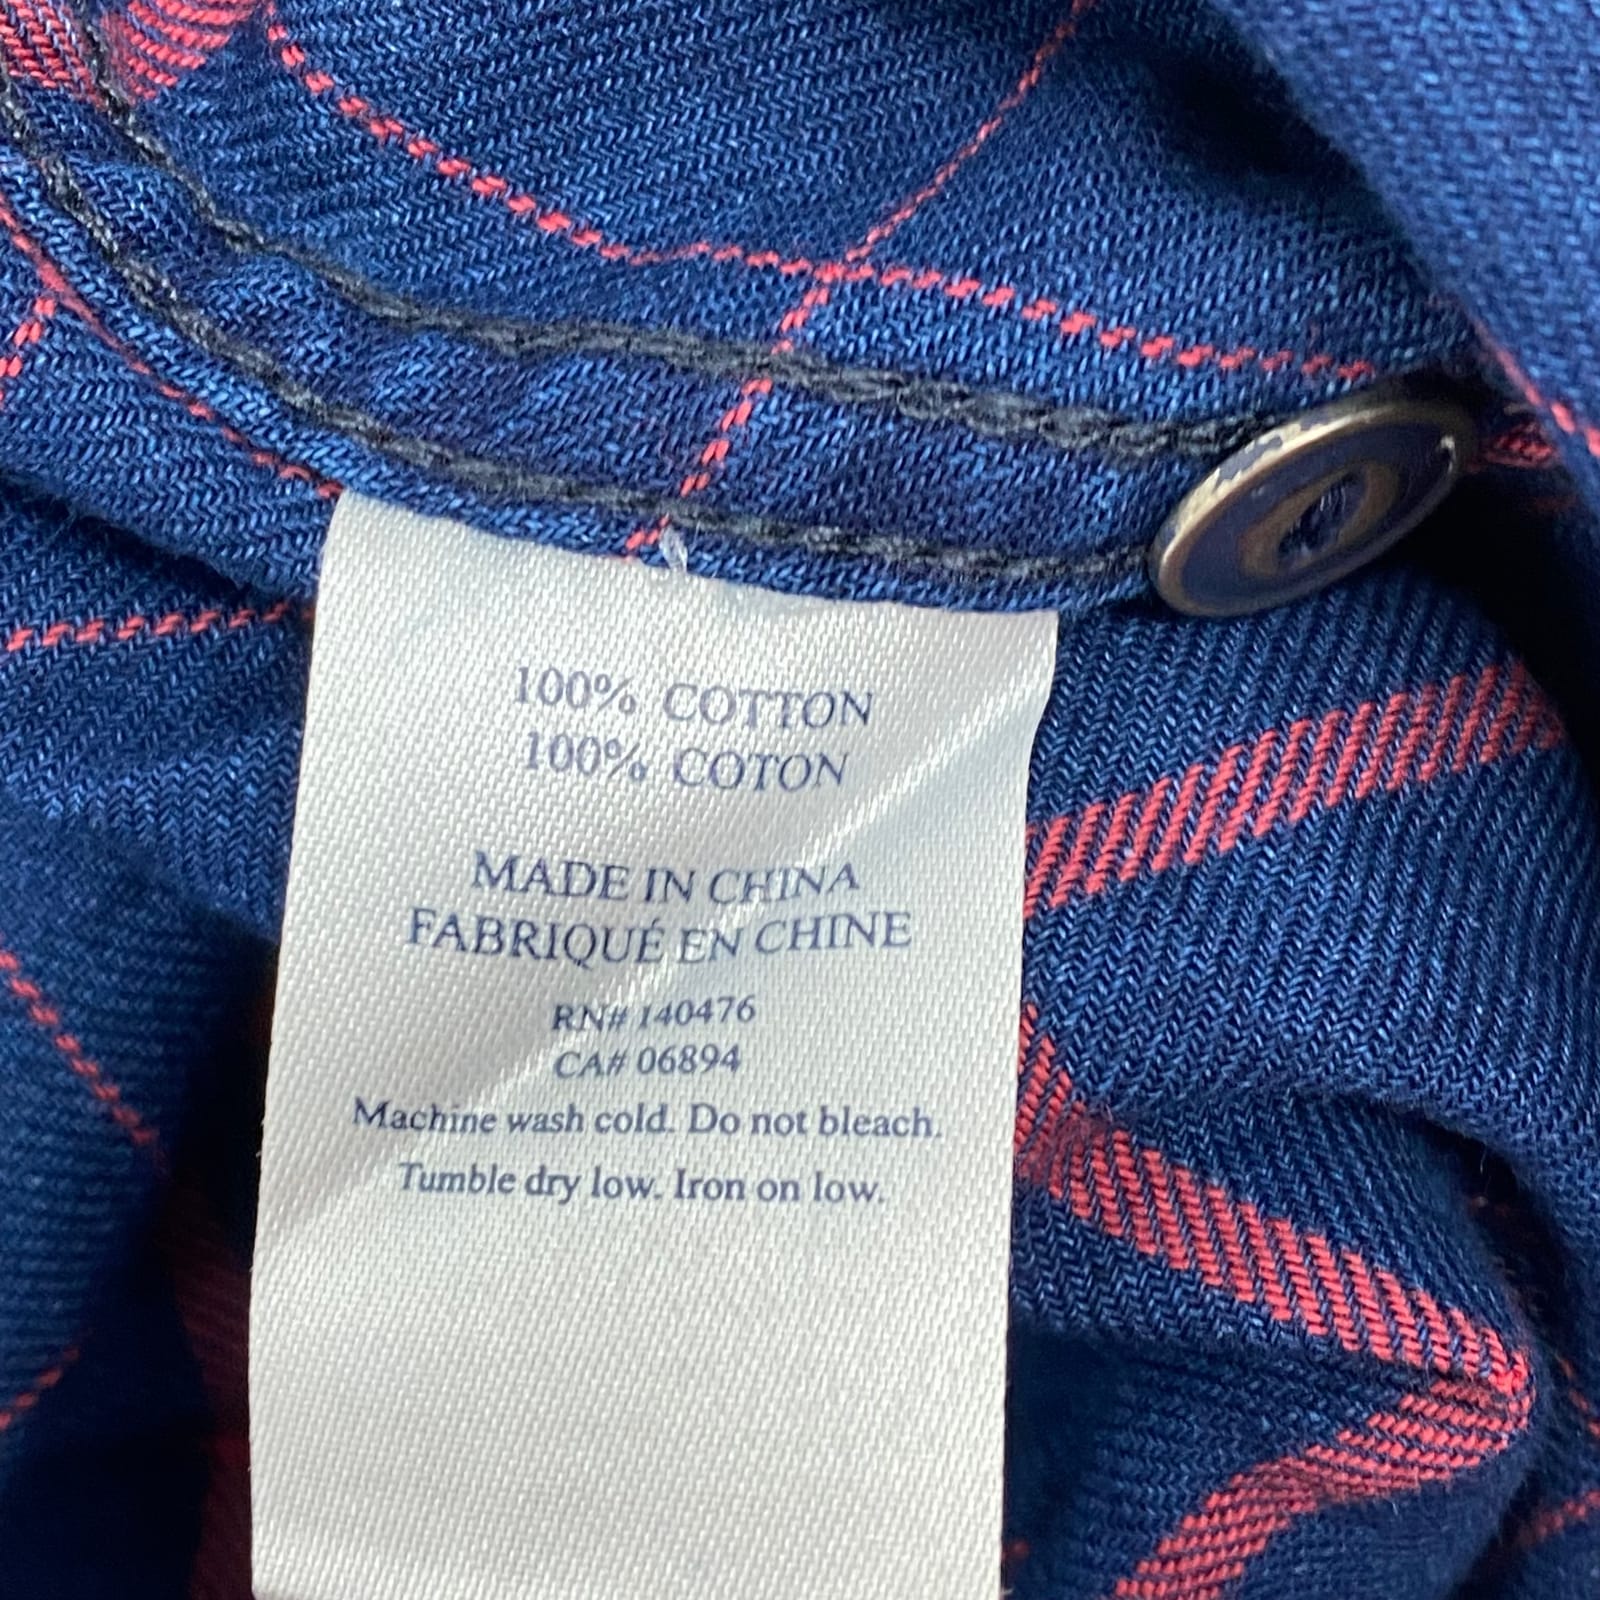 100% COTTON
100% COTON
MADE IN CHINA
FABRIQUÉ EN CHINE
RN# 140476
CA# 06894
Machine wash cold. Do not bleach.
Tumble dry low. Iron on low.